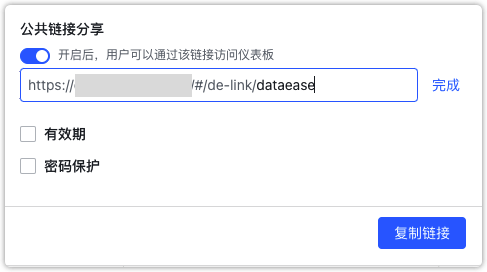 公共链接分享
开启后，用户可以通过该链接访问仪表板
https:// /#/de-link/dataease 完成
有效期
密码保护
复制链接